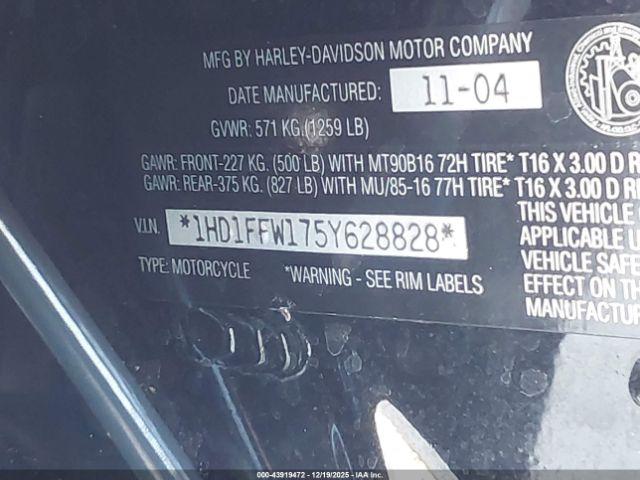 MFG BY HARLEY-DAVIDSON MOTOR COMPANY
DATE MANUFACTURED: 11-04
GVWR: 571 KG.(1259 LB)
GAWR: FRONT-227 KG. (500 LB) WITH MT90B16 72H TIRE* T16 X 3.00 D R
GAWR: REAR-375 KG. (827 LB) WITH MU/85-16 77H TIRE* T16 X 3.00 D R
V.I.N. *1HD1FFW175Y628828*
TYPE: MOTORCYCLE *WARNING - SEE RIM LABELS
THIS VEHICLE
APPLICABLE
VEHICLE SAFE
EFFECT ON
MANUFACTUR
000-43919472 - 12/19/2025 - IAAI.COM